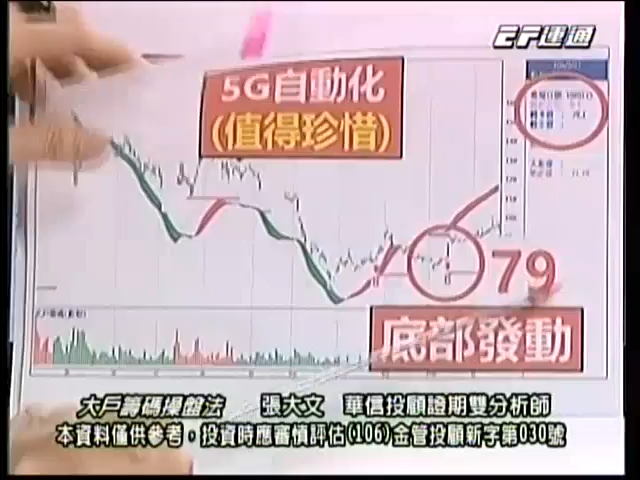 EF運通
5G自動化
(值得珍惜)
79
底部發動
大戶籌碼操盤法 張大文 華信投顧證期雙分析師
本資料僅供參考，投資時應審慎評估(106)金管投顧新字第030號